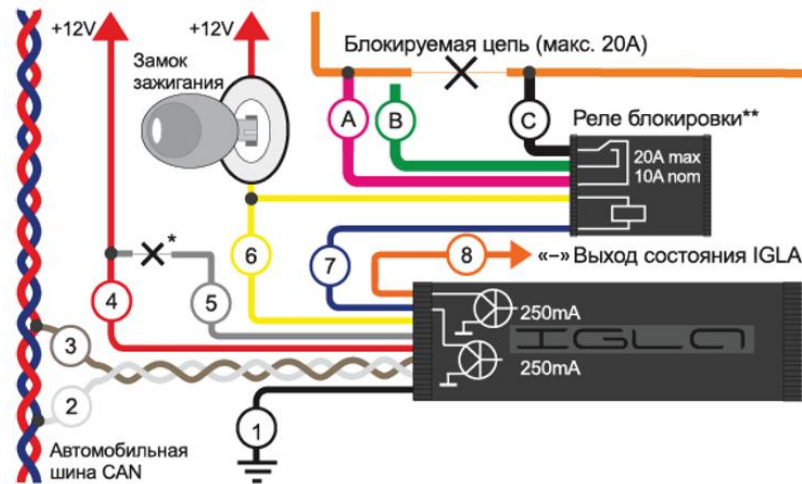 +12V
+12V
Блокируемая цепь (макс. 20А)
Замок
зажигания
A
B
C
Реле блокировки**
20A max
10A nom
*
6
7
8
«–» Выход состояния IGLA
4
5
250mA
IGLA
250mA
3
2
1
Автомобильная
шина CAN